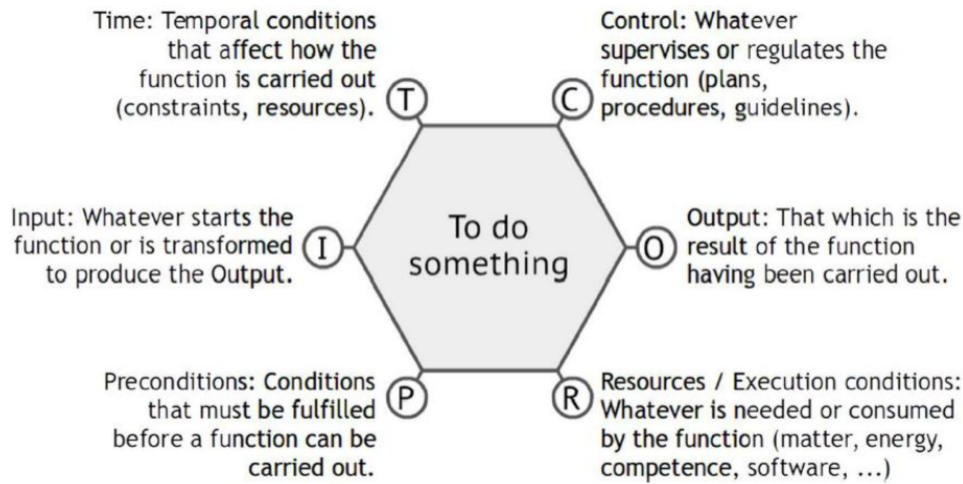 Time: Temporal conditions
that affect how the
function is carried out
(constraints, resources).
T
Control: Whatever
supervises or regulates the
function (plans,
procedures, guidelines).
C
Input: Whatever starts the
function or is transformed
to produce the Output.
I
To do
something
O
Output: That which is the
result of the function
having been carried out.
Preconditions: Conditions
that must be fulfilled
before a function can be
carried out.
P
R
Resources / Execution conditions:
Whatever is needed or consumed
by the function (matter, energy,
competence, software, ...)